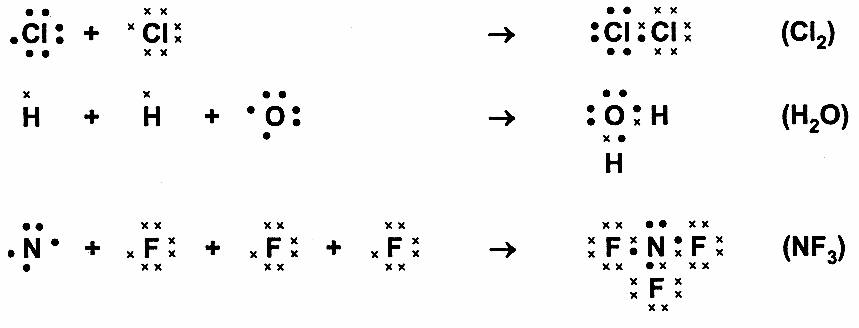 Cl + Cl → Cl Cl (Cl₂)
H + H + O → O H (H₂O)
H
N + F + F + F → F N F (NF₃)
F